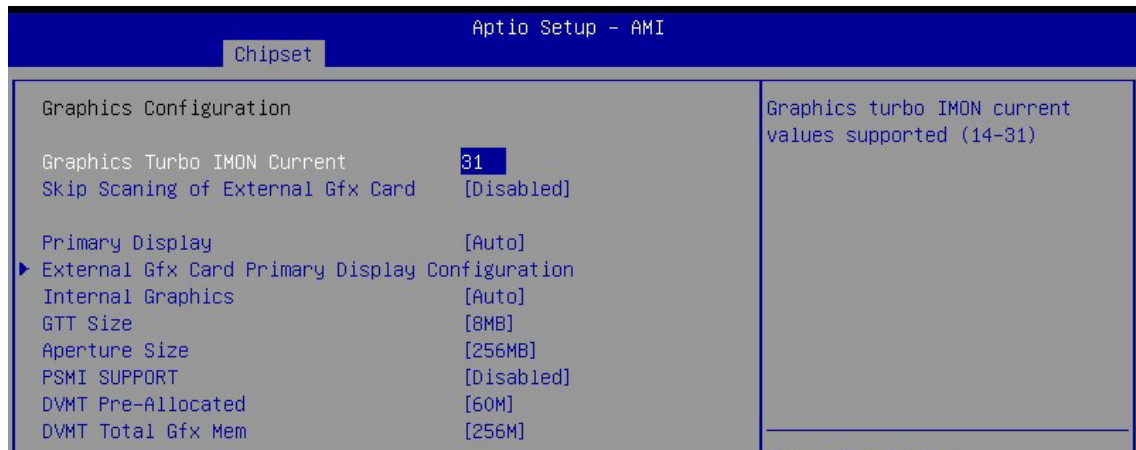 Aptio Setup – AMI
Chipset
Graphics Configuration
Graphics Turbo IMON Current 31
Skip Scaning of External Gfx Card [Disabled]
Primary Display [Auto]
External Gfx Card Primary Display Configuration
Internal Graphics [Auto]
GTT Size [8MB]
Aperture Size [256MB]
PSMI SUPPORT [Disabled]
DVMT Pre-Allocated [60M]
DVMT Total Gfx Mem [256M]
Graphics turbo IMON current
values supported (14-31)